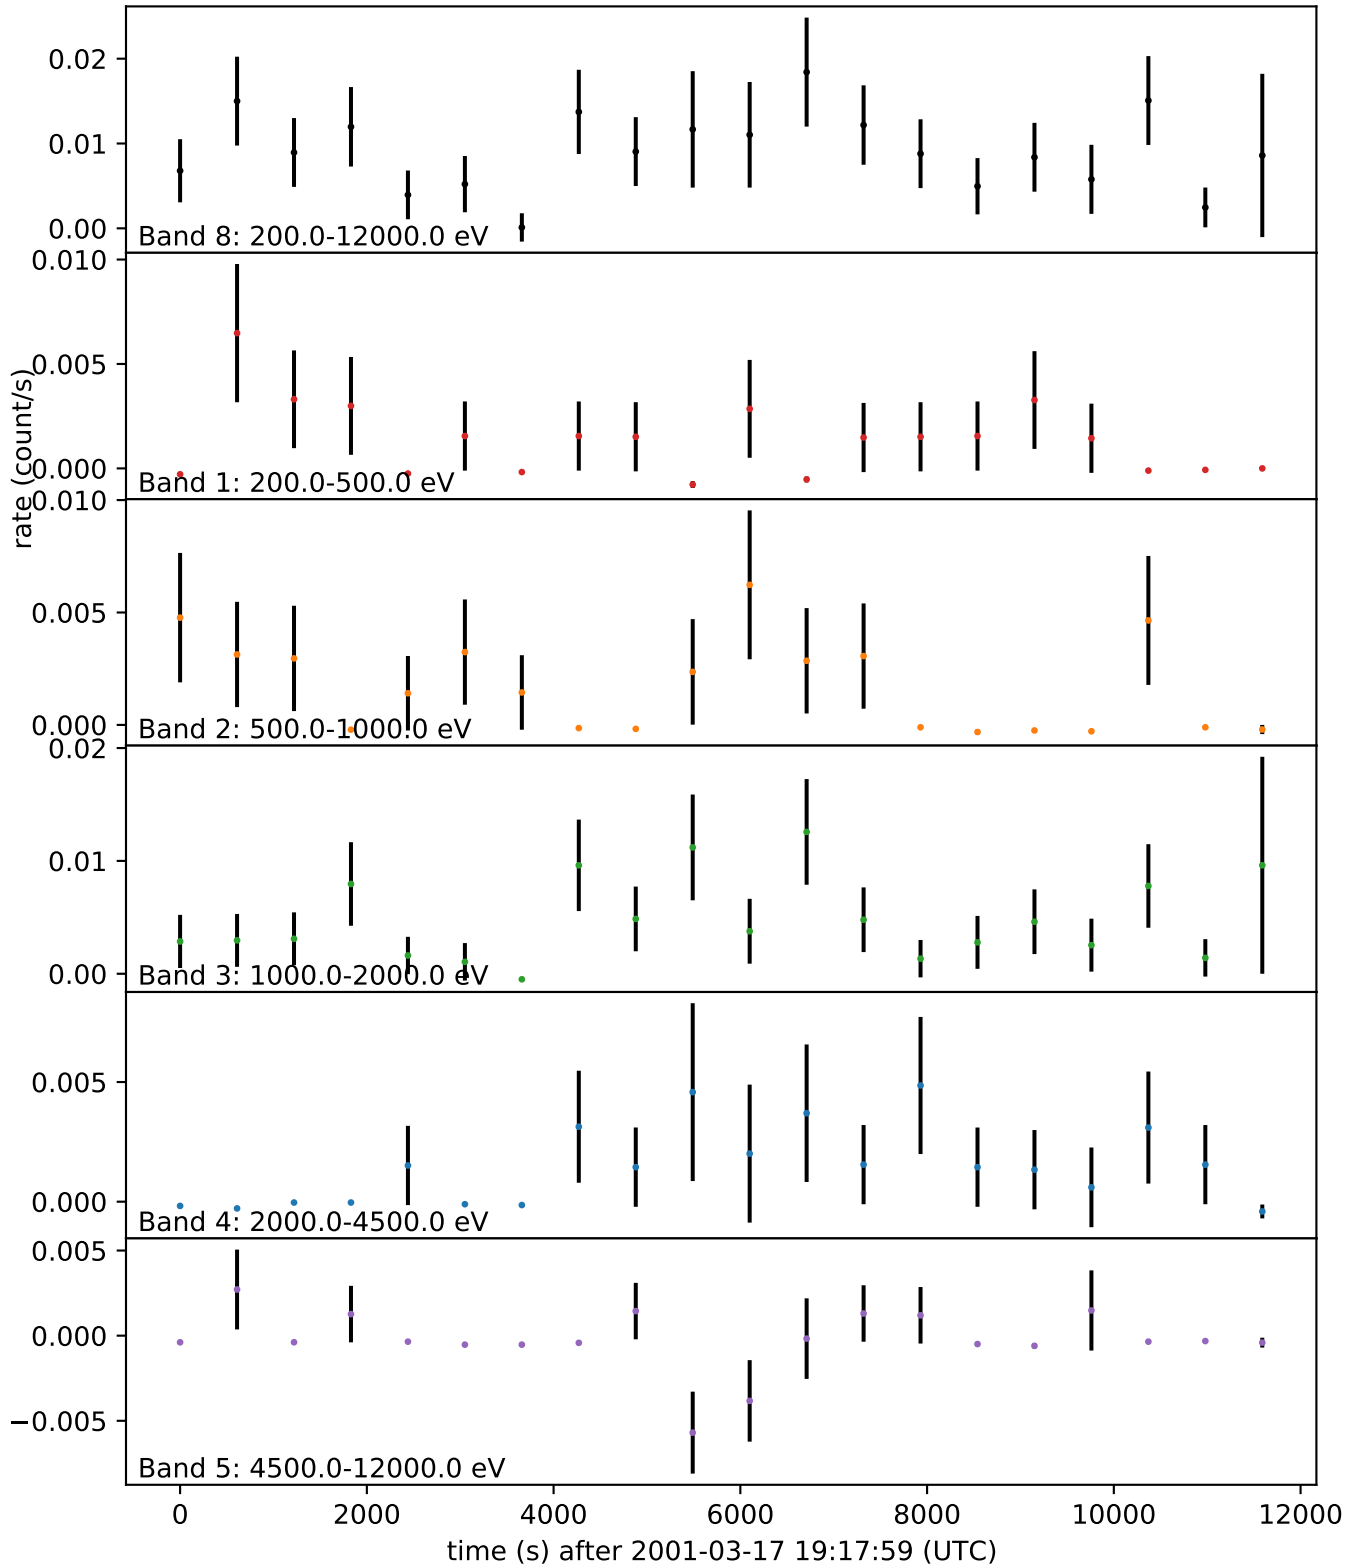 0.02
0.01
0.00
Band 8: 200.0-12000.0 eV
0.010
0.005
0.000
Band 1: 200.0-500.0 eV
rate (count/s)
0.010
0.005
0.000
Band 2: 500.0-1000.0 eV
0.02
0.01
0.00
Band 3: 1000.0-2000.0 eV
0.005
0.000
Band 4: 2000.0-4500.0 eV
0.005
0.000
−0.005
Band 5: 4500.0-12000.0 eV
0 2000 4000 6000 8000 10000 12000
time (s) after 2001-03-17 19:17:59 (UTC)